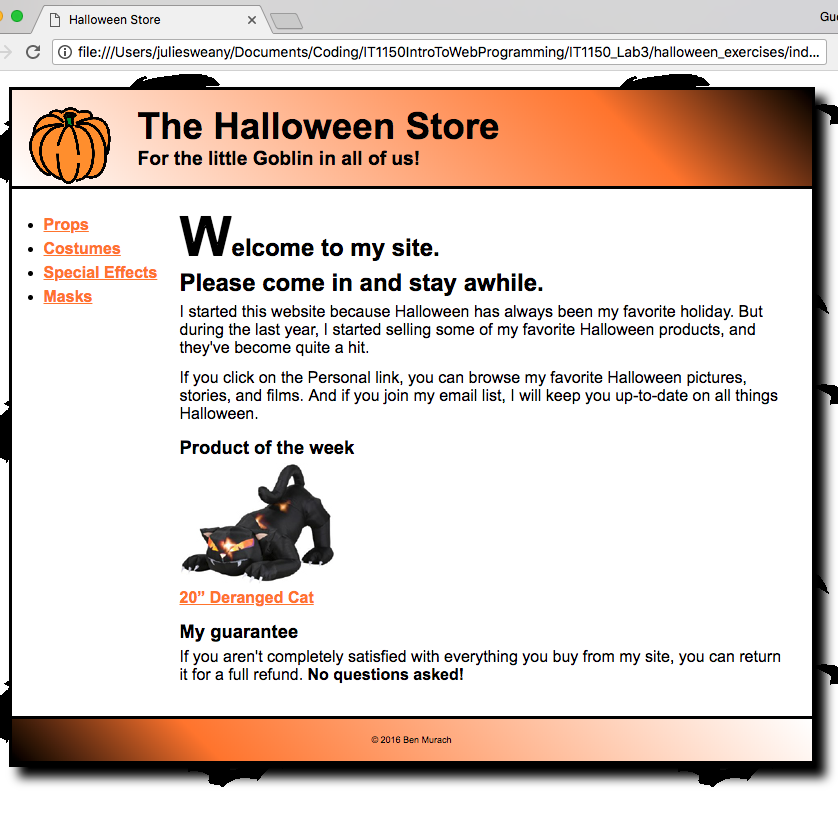 Halloween Store
file:///Users/juliesweany/Documents/Coding/IT1150IntroToWebProgramming/IT1150_Lab3/halloween_exercises/ind...
The Halloween Store
For the little Goblin in all of us!
Props
Costumes
Special Effects
Masks
Welcome to my site.
Please come in and stay awhile.
I started this website because Halloween has always been my favorite holiday. But
during the last year, I started selling some of my favorite Halloween products, and
they've become quite a hit.
If you click on the Personal link, you can browse my favorite Halloween pictures,
stories, and films. And if you join my email list, I will keep you up-to-date on all things
Halloween.
Product of the week
20” Deranged Cat
My guarantee
If you aren't completely satisfied with everything you buy from my site, you can return
it for a full refund. No questions asked!
© 2016 Ben Murach